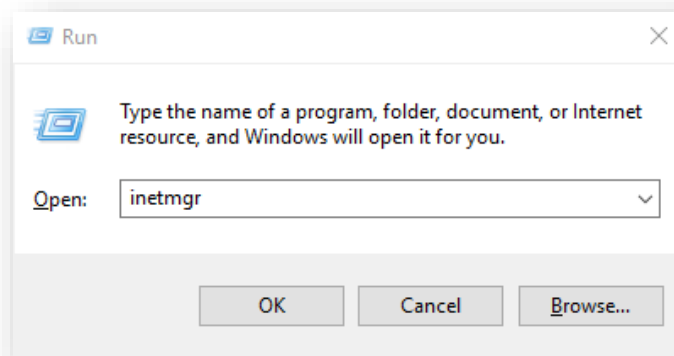 Run
Type the name of a program, folder, document, or Internet
resource, and Windows will open it for you.
Open: inetmgr
OK Cancel Browse...